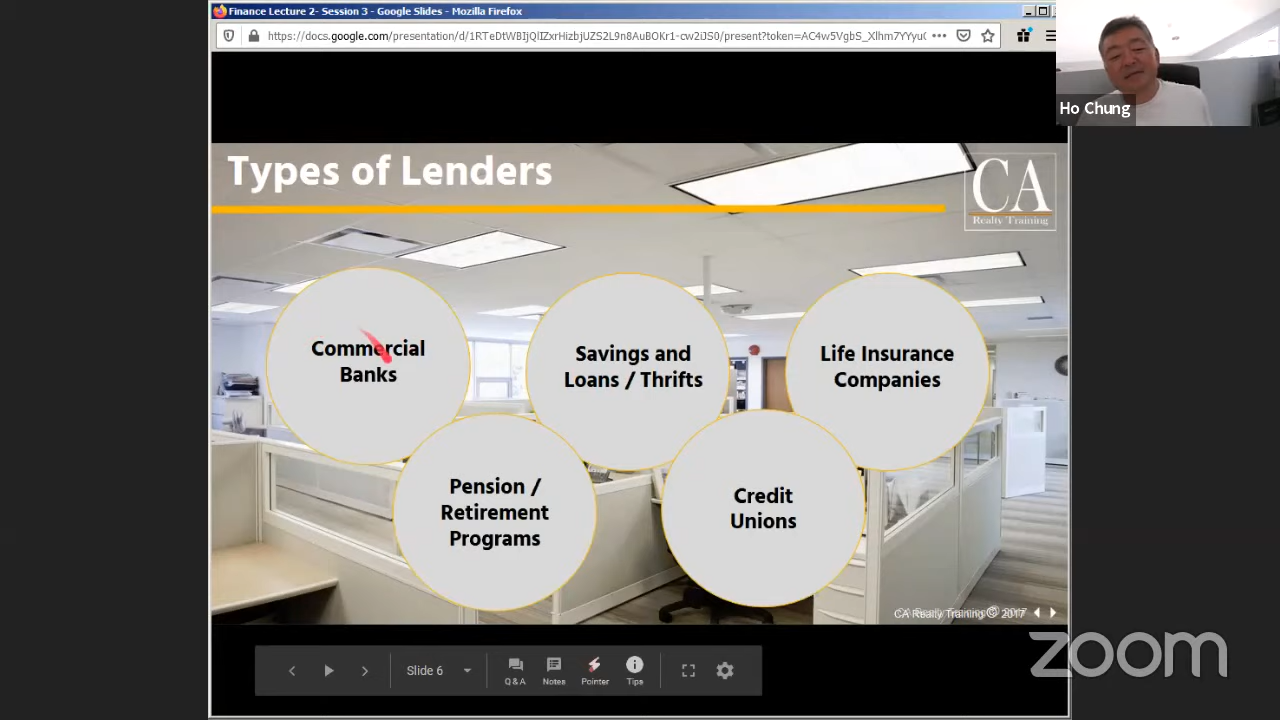 Finance Lecture 2- Session 3 - Google Slides - Mozilla Firefox
https://docs.google.com/presentation/d/1RTeDtWBIjQlIZxrHizbjUZS2L9n8AuBOKr1-cw2iJS0/present?token=AC4w5VgbS_Xlhm7YYyu(
Ho Chung
Types of Lenders
CA
Realty Training
Commercial
Banks
Savings and
Loans / Thrifts
Life Insurance
Companies
Pension /
Retirement
Programs
Credit
Unions
CA Realty Training © 2017
Slide 6
Q & A
Notes
Pointer
Tips
zoom